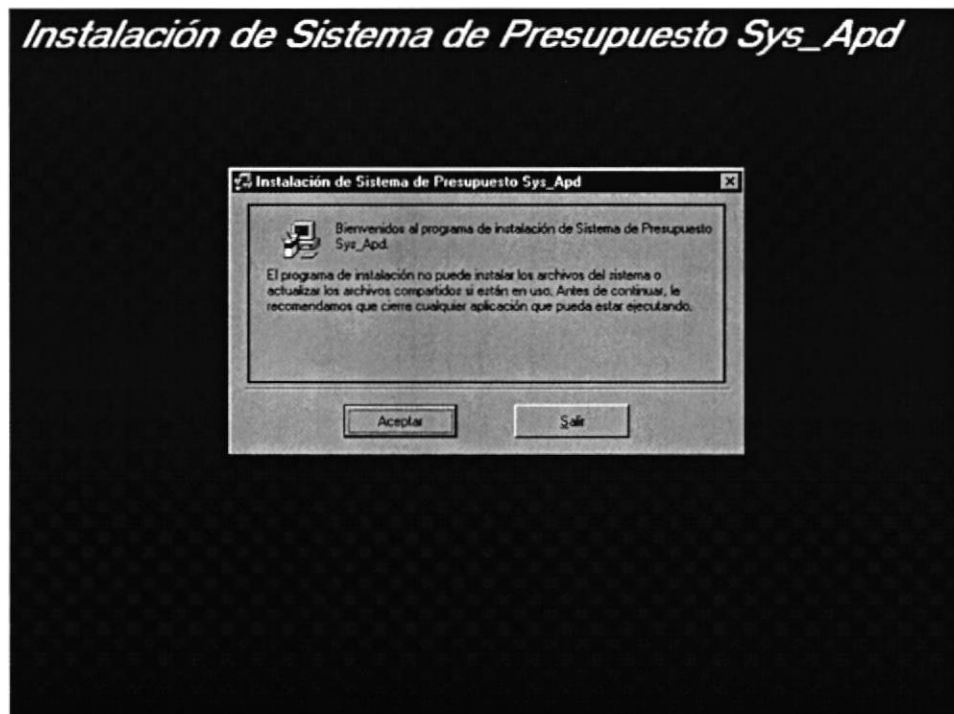 Instalación de Sistema de Presupuesto Sys_Apd
Instalación de Sistema de Presupuesto Sys_Apd
Bienvenidos al programa de instalación de Sistema de Presupuesto
Sys_Apd.
El programa de instalación no puede instalar los archivos del sistema o
actualizar los archivos compartidos si están en uso. Antes de continuar, le
recomendamos que cierre cualquier aplicación que pueda estar ejecutando.
Aceptar
Salir